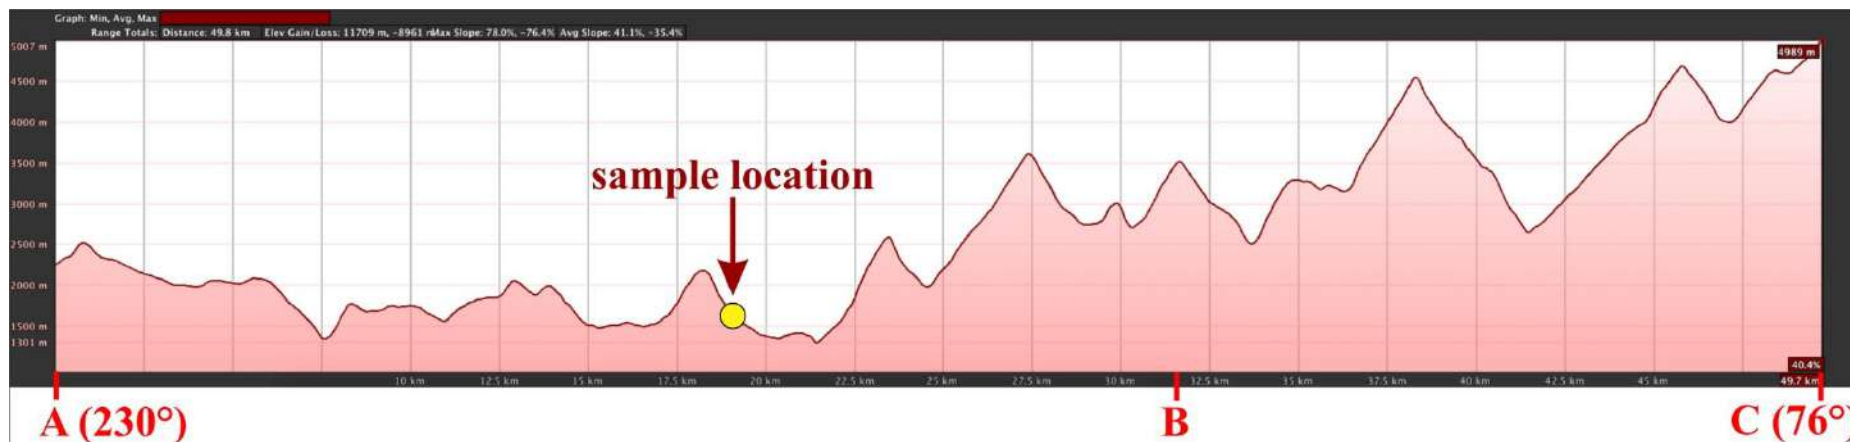 Graph: Min, Avg, Max
Range Totals: Distance: 49.8 km Elev Gain/Loss: 11709 m, -8961 m Max Slope: 78.0%, -76.4% Avg Slope: 41.1%, -35.4%
5007 m
4989 m
4500 m
4000 m
3500 m
sample location
3000 m
2500 m
2000 m
1500 m
1301 m
40.4%
10 km 12.5 km 15 km 17.5 km 20 km 22.5 km 25 km 27.5 km 30 km 32.5 km 35 km 37.5 km 40 km 42.5 km 45 km 49.7 km
A (230°) B C (76°)